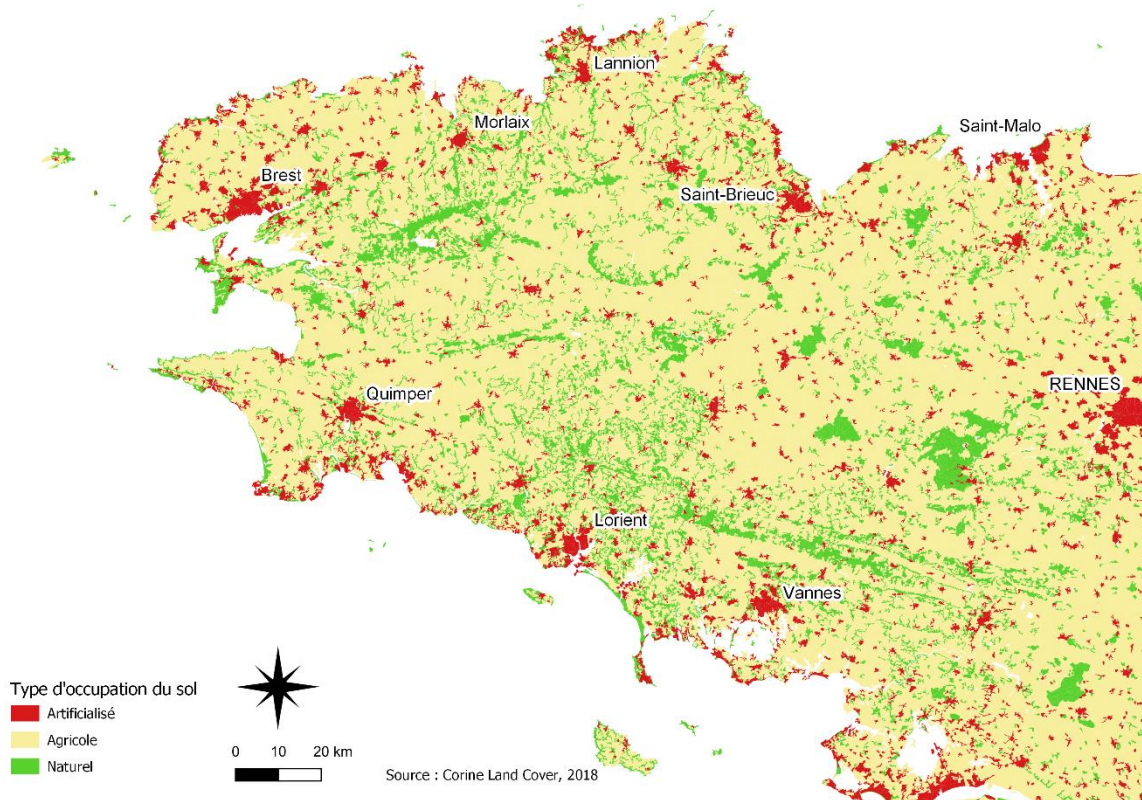 Lannion
Morlaix
Saint-Malo
Brest
Saint-Brieuc
RENNES
Quimper
Lorient
Vannes
Type d'occupation du sol
Artificialisé
Agricole
Naturel
0 10 20 km
Source : Corine Land Cover, 2018